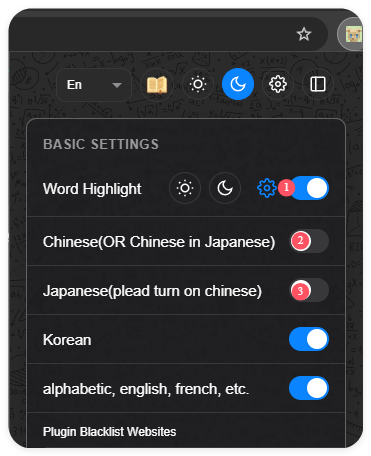 En
BASIC SETTINGS
Word Highlight 1
Chinese(OR Chinese in Japanese) 2
Japanese(plead turn on chinese) 3
Korean
alphabetic, english, french, etc.
Plugin Blacklist Websites